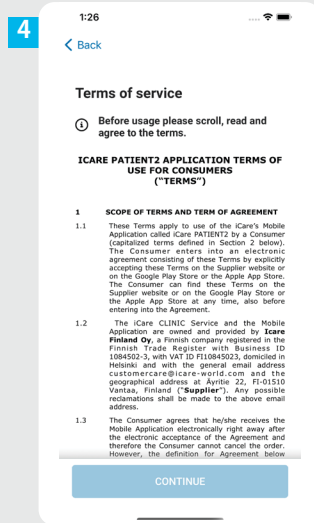 4
1:26
Back
Terms of service
Before usage please scroll, read and
agree to the terms.
ICARE PATIENT2 APPLICATION TERMS OF
USE FOR CONSUMERS
("TERMS")
1 SCOPE OF TERMS AND TERM OF AGREEMENT
1.1 These Terms apply to use of the iCare's Mobile
Application called iCare PATIENT2 by a Consumer
(capitalized terms defined in Section 2 below).
The Consumer enters into an electronic
agreement consisting of these Terms by explicitly
accepting these Terms on the Supplier website or
on the Google Play Store or the Apple App Store.
The Consumer can find these Terms on the
Supplier website or on the Google Play Store or
the Apple App Store at any time, also before
entering into the Agreement.
1.2 The iCare CLINIC Service and the Mobile
Application are owned and provided by Icare
Finland Oy, a Finnish company registered in the
Finnish Trade Register with Business ID
1084502-3, with VAT ID FI10845023, domiciled in
Helsinki and with the general email address
customercare@icare-world.com and the
geographical address at Äyritie 22, FI-01510
Vantaa, Finland ("Supplier"). Any possible
reclamations shall be made to the above email
address.
1.3 The Consumer agrees that he/she receives the
Mobile Application electronically right away after
the electronic acceptance of the Agreement and
therefore the Consumer cannot cancel the order.
However, the definition for Agreement below
CONTINUE